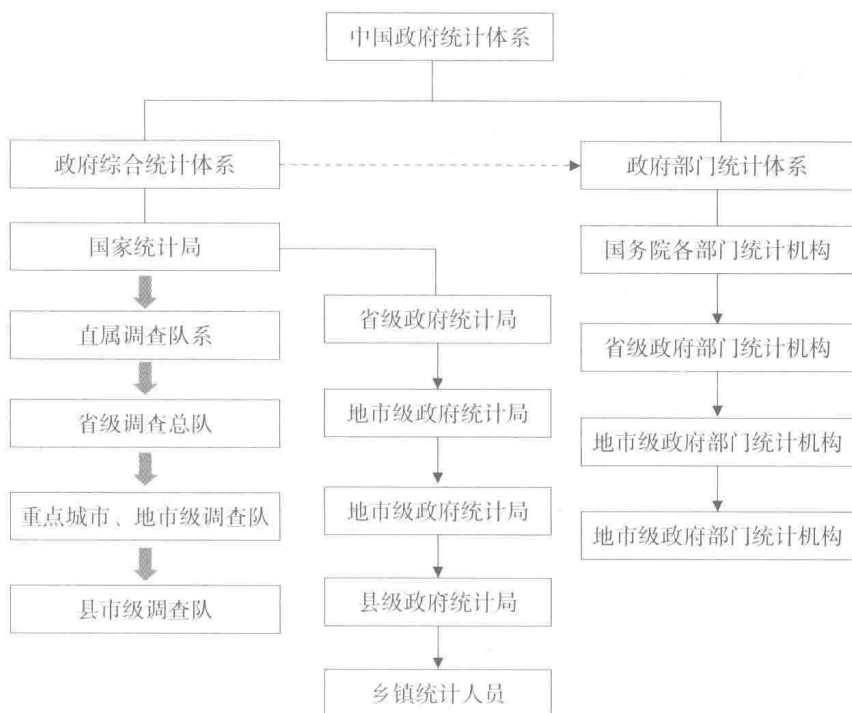 中国政府统计体系
政府综合统计体系
政府部门统计体系
国家统计局
国务院各部门统计机构
直属调查队系
省级政府统计局
省级政府部门统计机构
省级调查总队
地市级政府统计局
地市级政府部门统计机构
重点城市、地市级调查队
地市级政府统计局
地市级政府部门统计机构
县市级调查队
县级政府统计局
乡镇统计人员